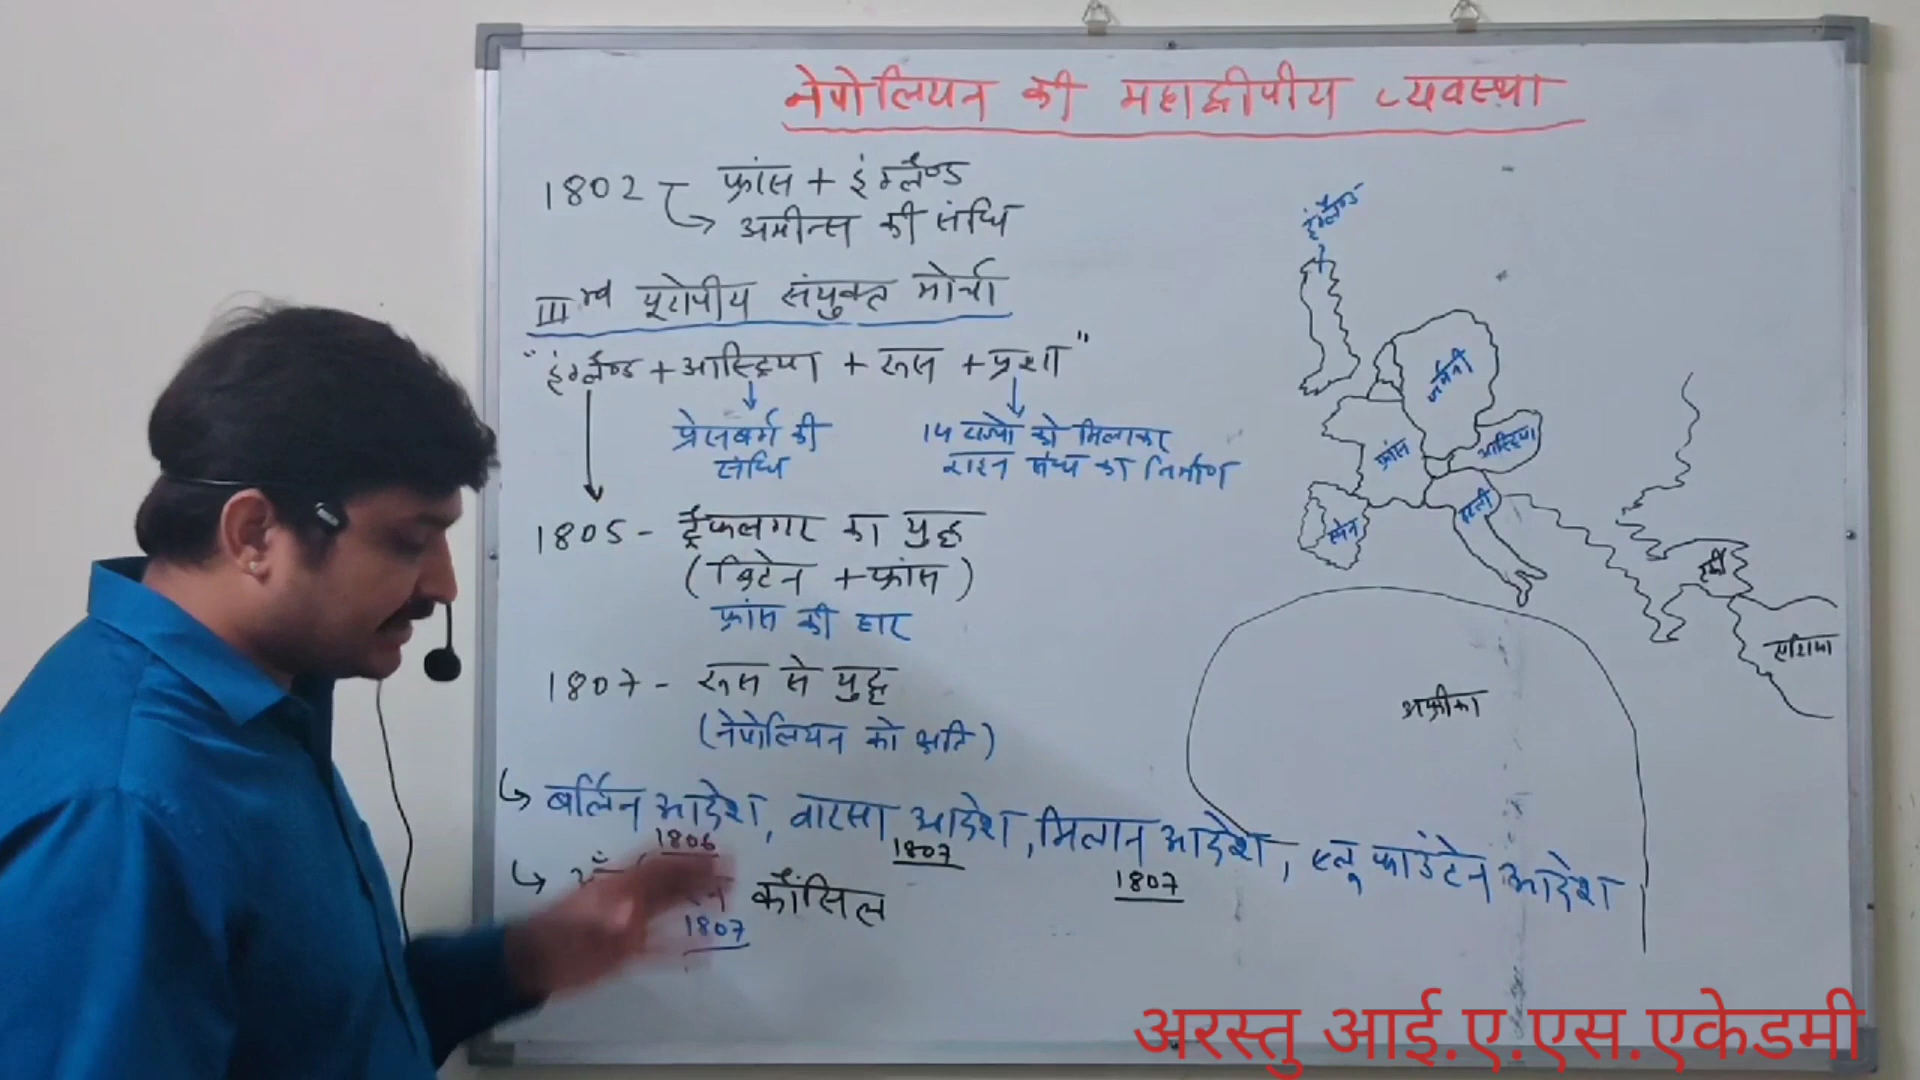 नेपोलियन की महाद्वीपीय व्यवस्था
1802 फ्रांस + इंग्लैण्ड
अमीन्स की संधि
III यूरोपीय संयुक्त मोर्चा
"इंग्लैण्ड + आस्ट्रिया + रूस + प्रशा"
प्रेसबर्ग की संधि
14 राज्यों को मिलाकर
राइन संघ का निर्माण
1805 - ट्रैफलगर का युद्ध
(ब्रिटेन + फ्रांस)
फ्रांस की हार
1807 - रूस से युद्ध
(नेपोलियन को क्षति)
बर्लिन आदेश, वारसा आदेश, मिलान आदेश, फाउंटेन आदेश
1806 1807 1807
कौंसिल
1807
इंग्लैण्ड
जर्मनी
फ्रांस
आस्ट्रिया
स्पेन
इटली
टर्की
एशिया
अफ्रीका
अरस्तु आई.ए.एस.एकेडमी